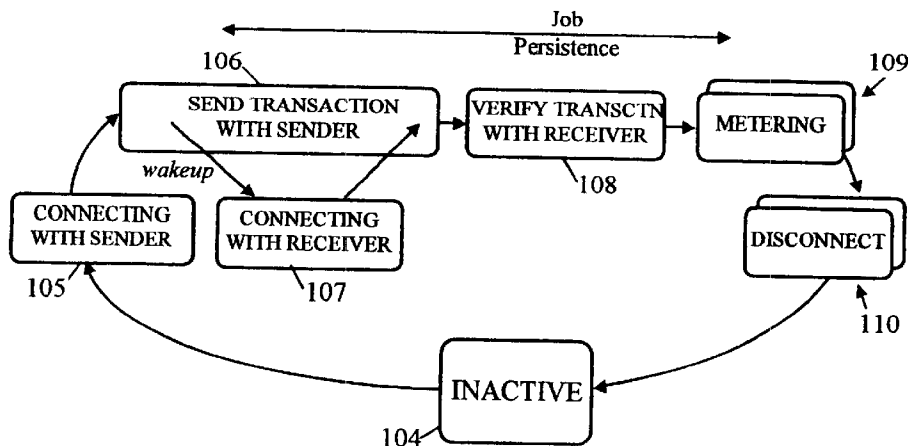 Job
Persistence
106
109
SEND TRANSACTION
WITH SENDER
VERIFY TRANSCTN
WITH RECEIVER
METERING
wakeup
108
CONNECTING
WITH SENDER
CONNECTING
WITH RECEIVER
DISCONNECT
105
107
110
INACTIVE
104